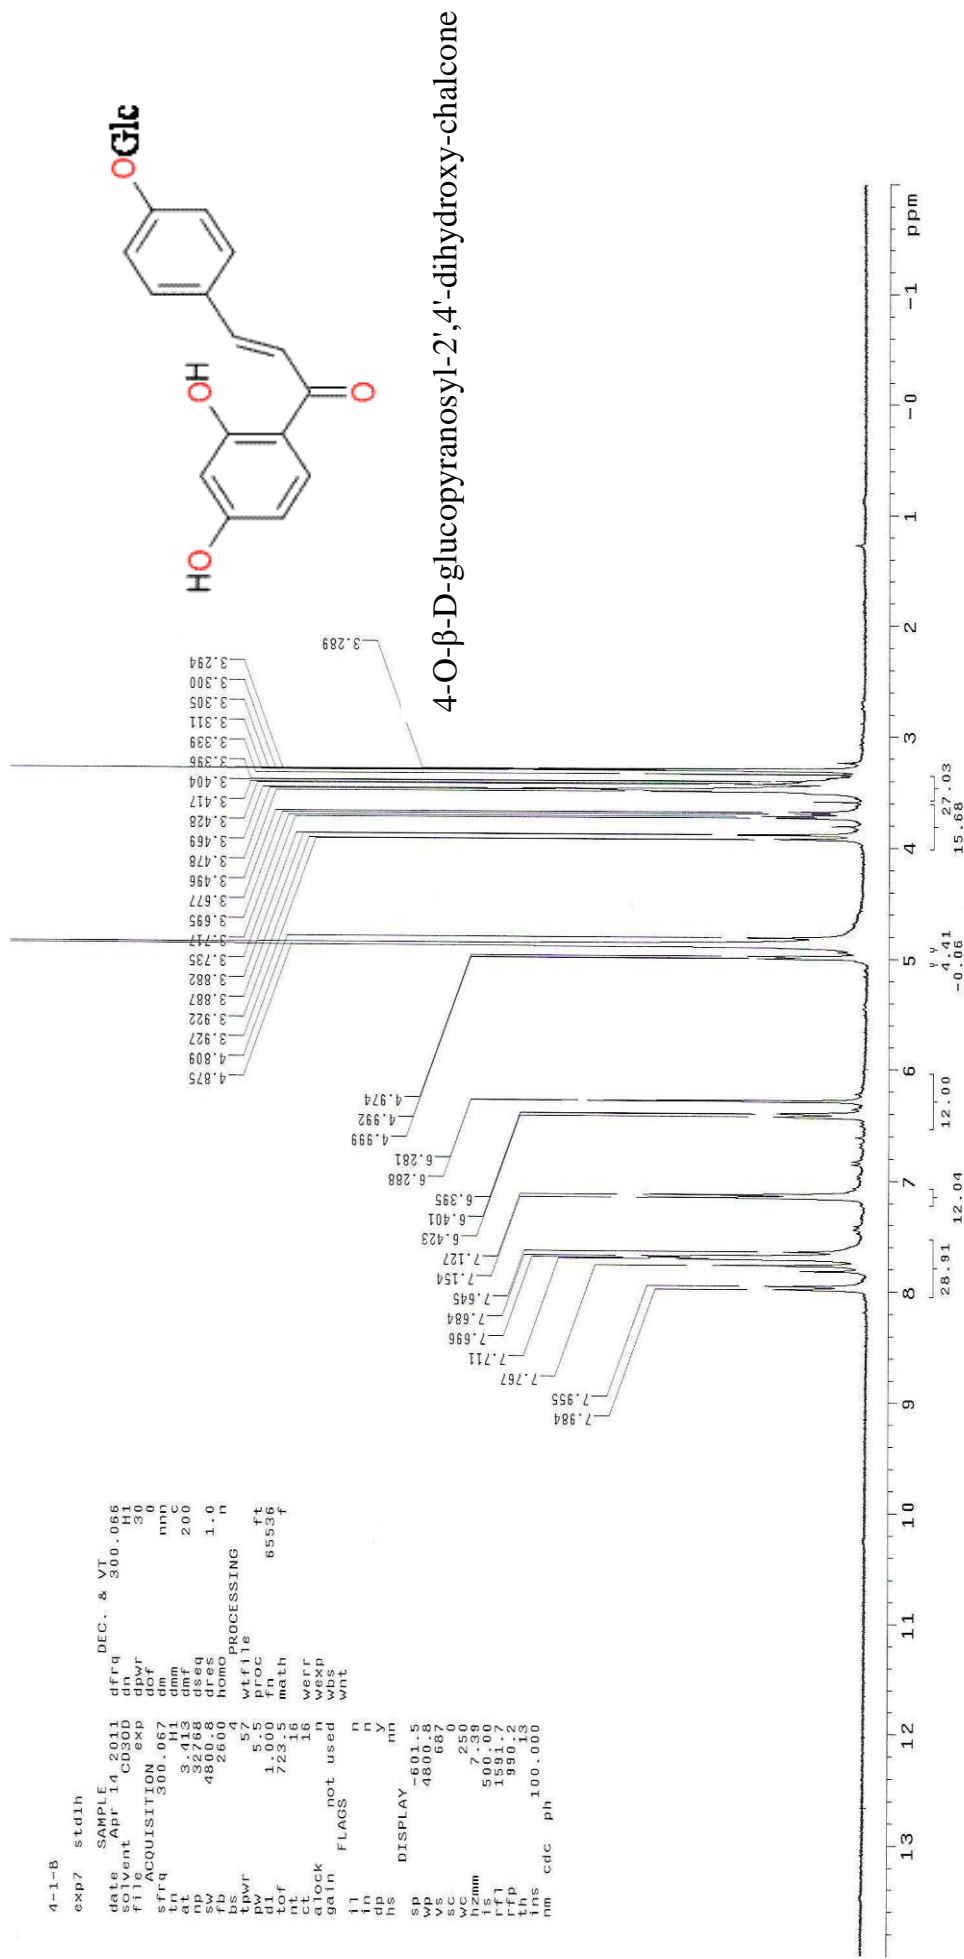 4-1-B
exp7 std1h
SAMPLE
date Apr 14 2011
solvent CD3OD
file exp
ACQUISITION
sfrq 300.067
tn H1
at 3.413
np 32768
sw 4800.8
fb 2600
bs 4
tpwr 57
pw 5.5
d1 1.000
tof 723.5
nt 16
ct 16
alock n
gain not used
FLAGS
il n
in n
dp y
hs nn
DISPLAY
sp -601.5
wp 4800.8
vs 687
sc 0
wc 250
hzmm 7.39
is 500.00
rfl 1591.7
rfp 990.2
th 13
ins 100.000
nm cdc ph
DEC. & VT
dfrq 300.066
dn H1
dpwr 30
dof 0
dm nnn
dmm c
dmf 200
dseq
dres 1.0
homo n
PROCESSING
wtfile
proc ft
fn 65536
math f
werr
wexp
wbs
wnt
7.984
7.955
7.767
7.711
7.696
7.684
7.645
7.154
7.127
6.423
6.401
6.395
6.288
6.281
4.999
4.992
4.974
4.875
4.809
3.927
3.922
3.887
3.882
3.735
3.717
3.695
3.677
3.496
3.478
3.469
3.428
3.417
3.404
3.396
3.339
3.311
3.305
3.300
3.294
3.289
HO
OH
O
OGlc
4-O-β-D-glucopyranosyl-2',4'-dihydroxy-chalcone
13 12 11 10 9 8 7 6 5 4 3 2 1 -0 -1 ppm
28.91 12.04 12.00 4.41 -0.06 15.68 27.03